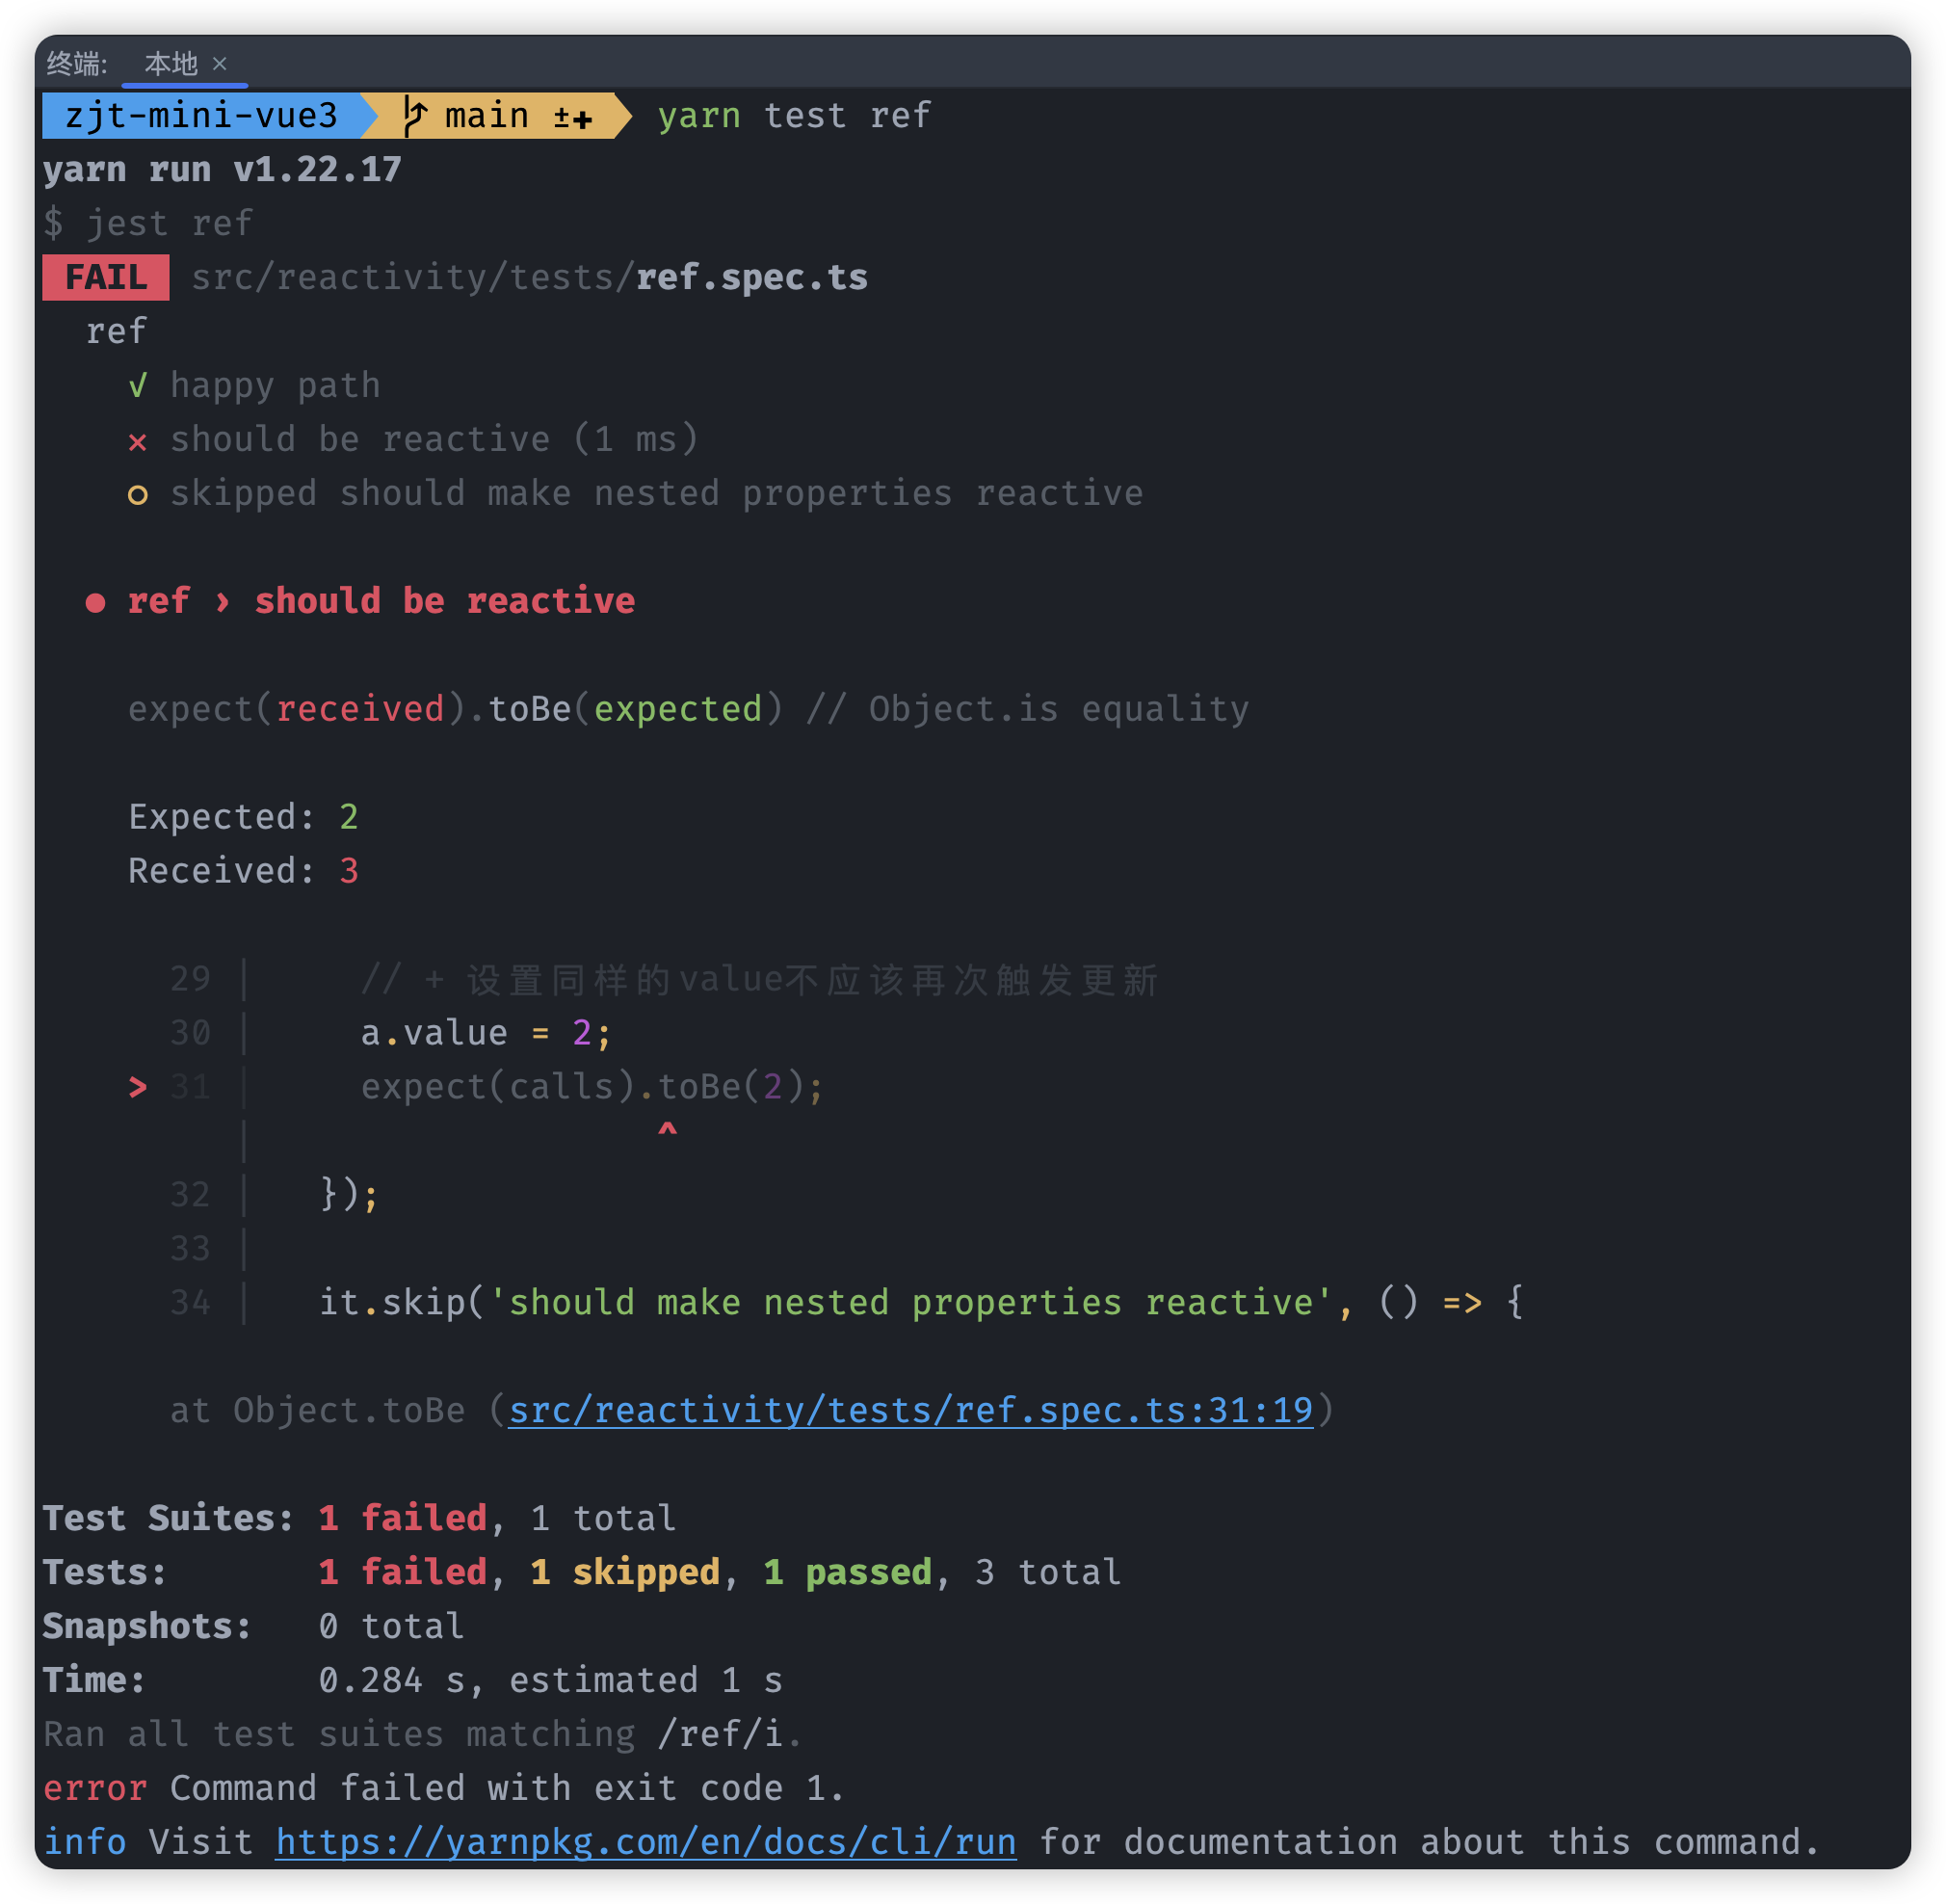 终端: 本地 ×
zjt-mini-vue3 main ±✚ yarn test ref
yarn run v1.22.17
$ jest ref
FAIL src/reactivity/tests/ref.spec.ts
ref
√ happy path
× should be reactive (1 ms)
○ skipped should make nested properties reactive
● ref › should be reactive
expect(received).toBe(expected) // Object.is equality
Expected: 2
Received: 3
29 | // + 设置同样的value不应该再次触发更新
30 | a.value = 2;
> 31 | expect(calls).toBe(2);
| ^
32 | });
33 |
34 | it.skip('should make nested properties reactive', () => {
at Object.toBe (src/reactivity/tests/ref.spec.ts:31:19)
Test Suites: 1 failed, 1 total
Tests: 1 failed, 1 skipped, 1 passed, 3 total
Snapshots: 0 total
Time: 0.284 s, estimated 1 s
Ran all test suites matching /ref/i.
error Command failed with exit code 1.
info Visit https://yarnpkg.com/en/docs/cli/run for documentation about this command.